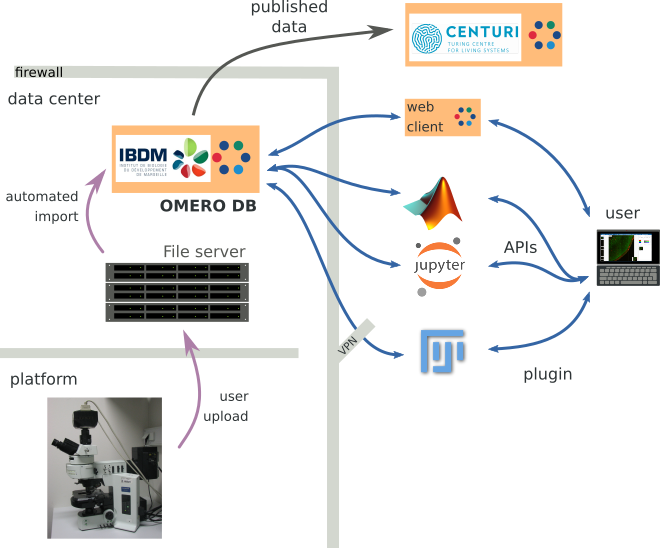 published
data
CENTURI
TURING CENTRE
FOR LIVING SYSTEMS
firewall
data center
web
client
IBDM
INSTITUT DE BIOLOGIE
DU DÉVELOPPEMENT
DE MARSEILLE
automated
import
OMERO DB
user
File server
APIs
jupyter
VPN
platform
plugin
user
upload